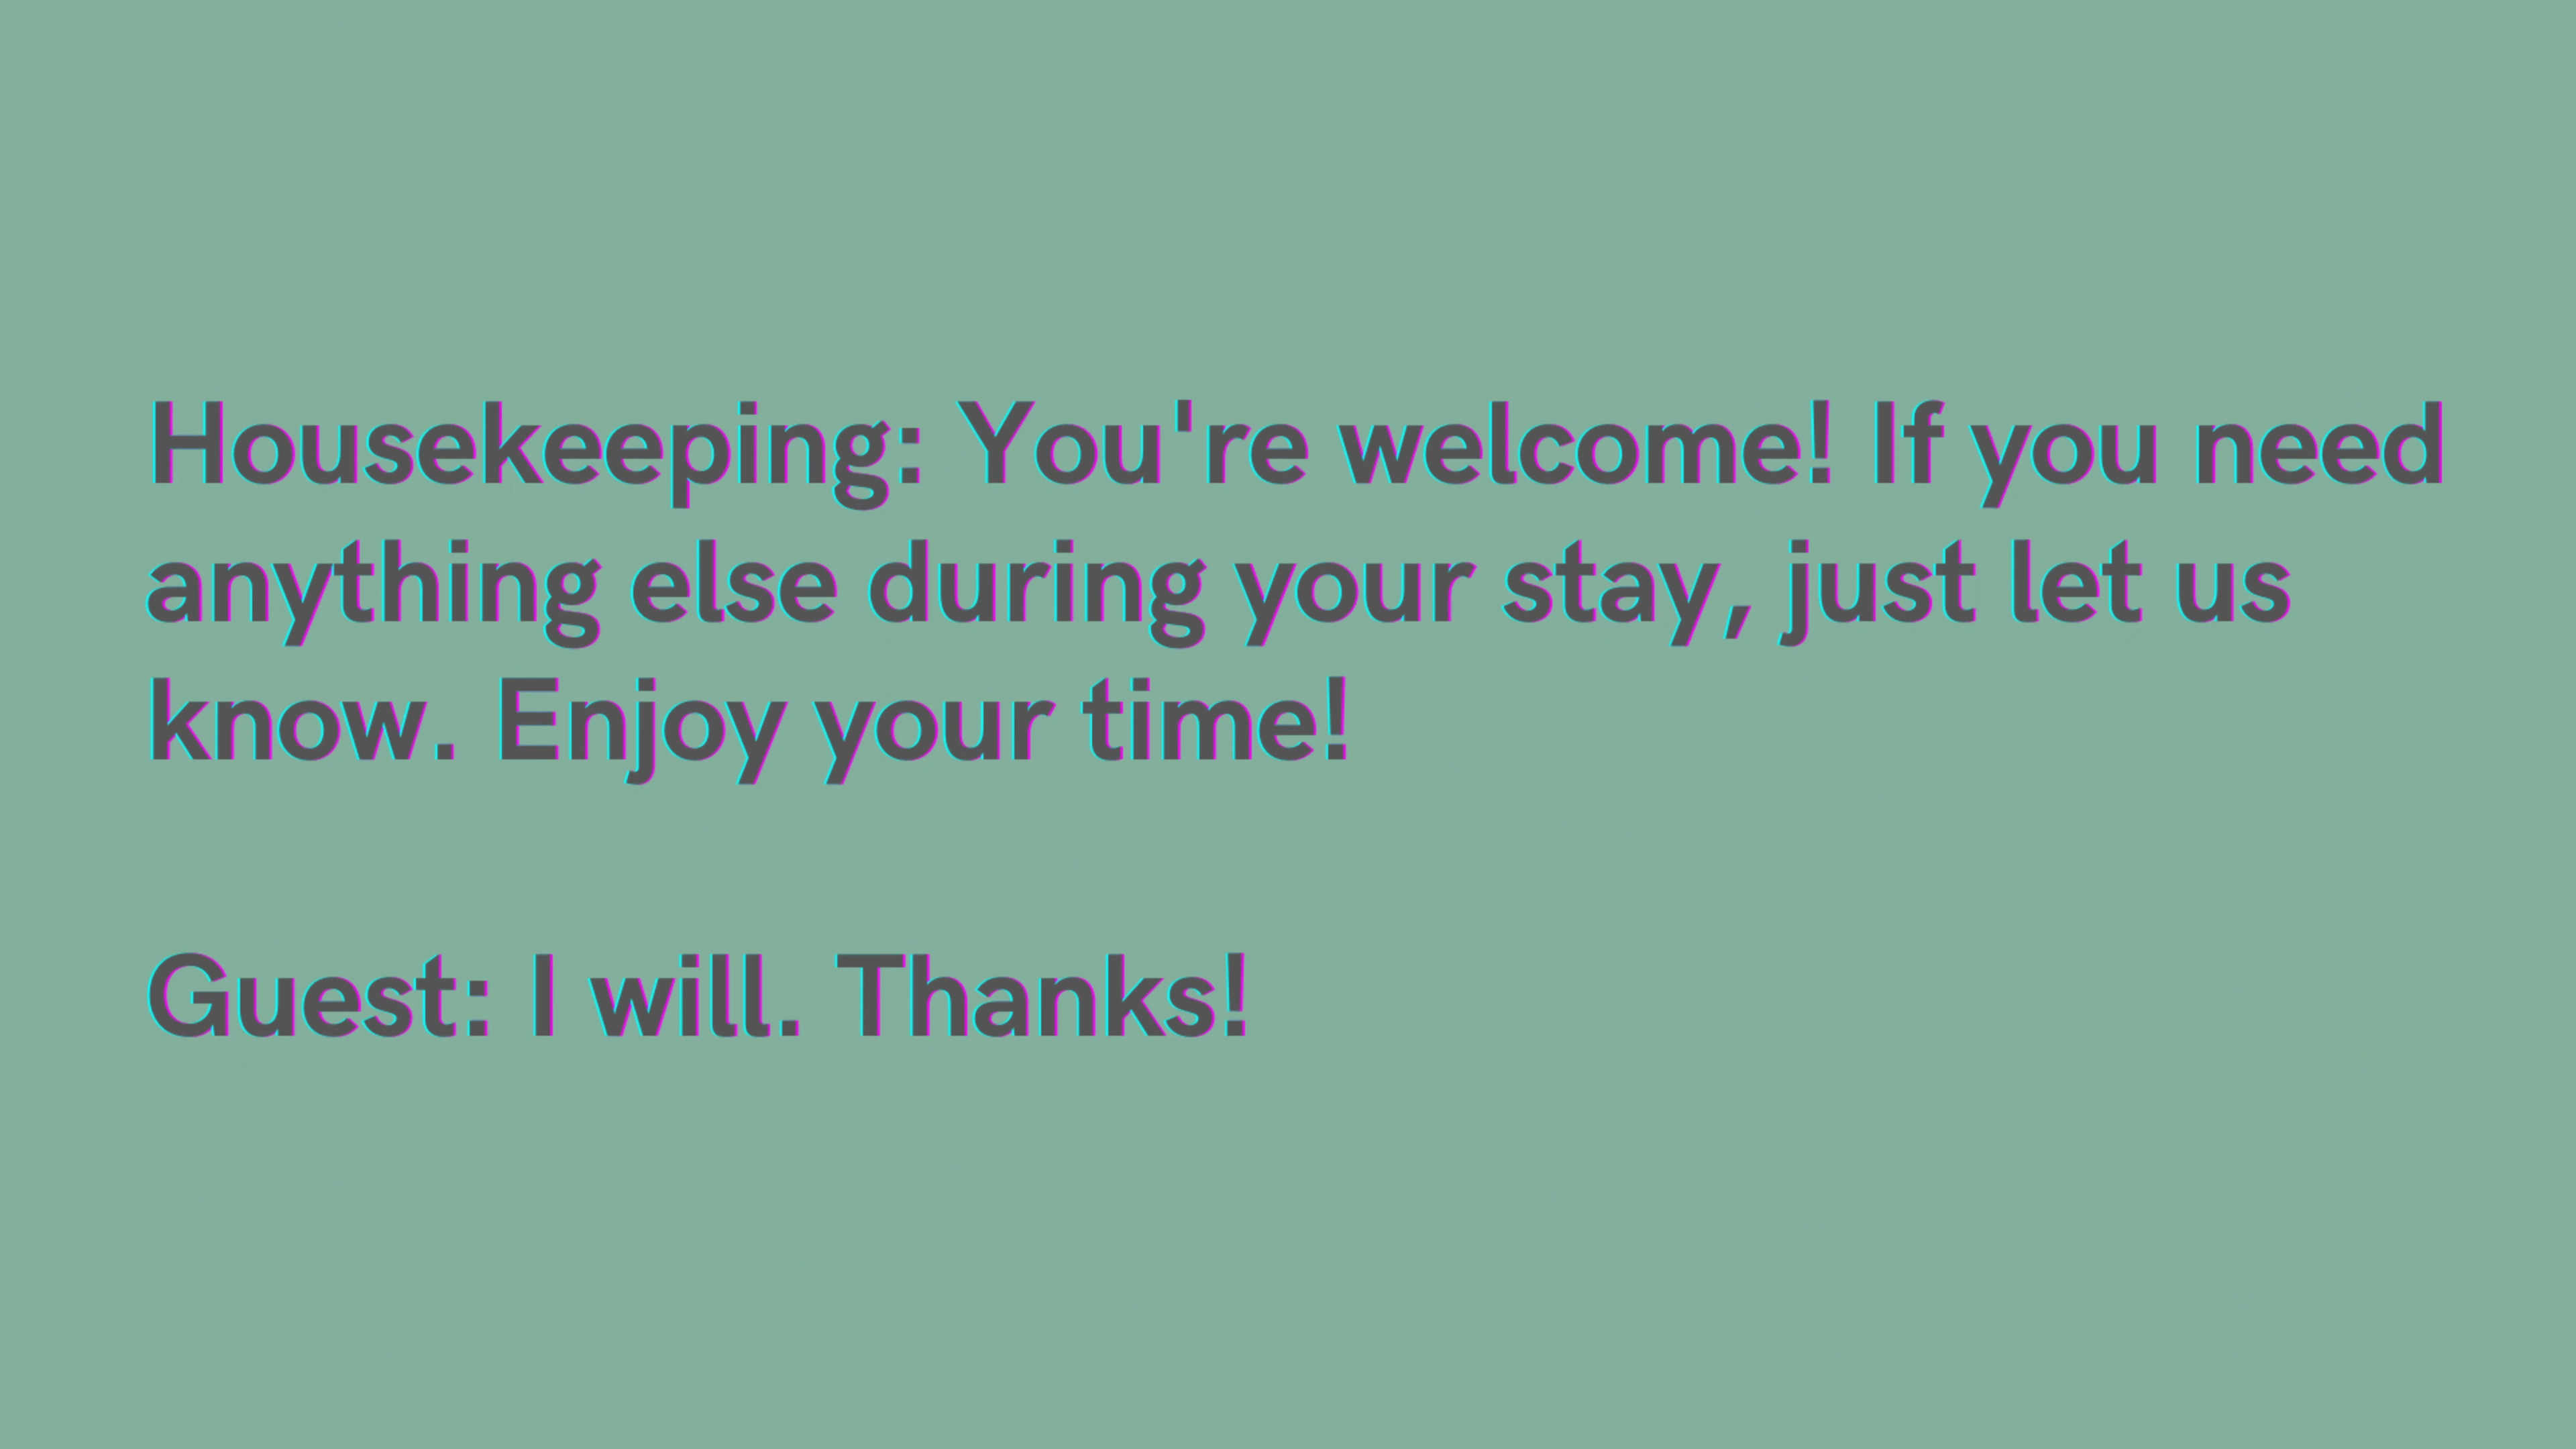 Housekeeping: You're welcome! If you need
anything else during your stay, just let us
know. Enjoy your time!
Guest: I will. Thanks!